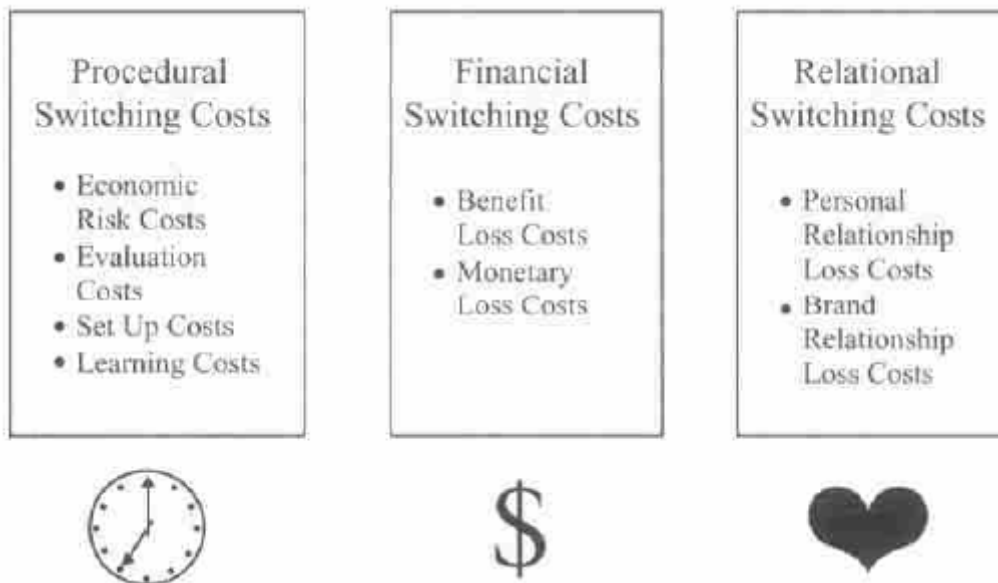 Procedural
Switching Costs
• Economic
Risk Costs
• Evaluation
Costs
• Set Up Costs
• Learning Costs
Financial
Switching Costs
• Benefit
Loss Costs
• Monetary
Loss Costs
Relational
Switching Costs
• Personal
Relationship
Loss Costs
• Brand
Relationship
Loss Costs
$